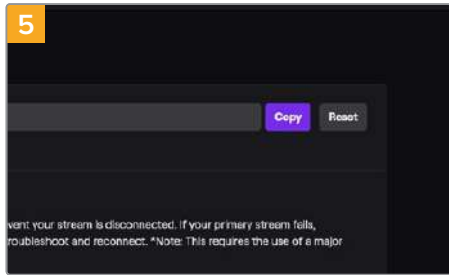 5
Copy Reset
vent your stream is disconnected. If your primary stream fails,
roubleshoot and reconnect. *Note: This requires the use of a major